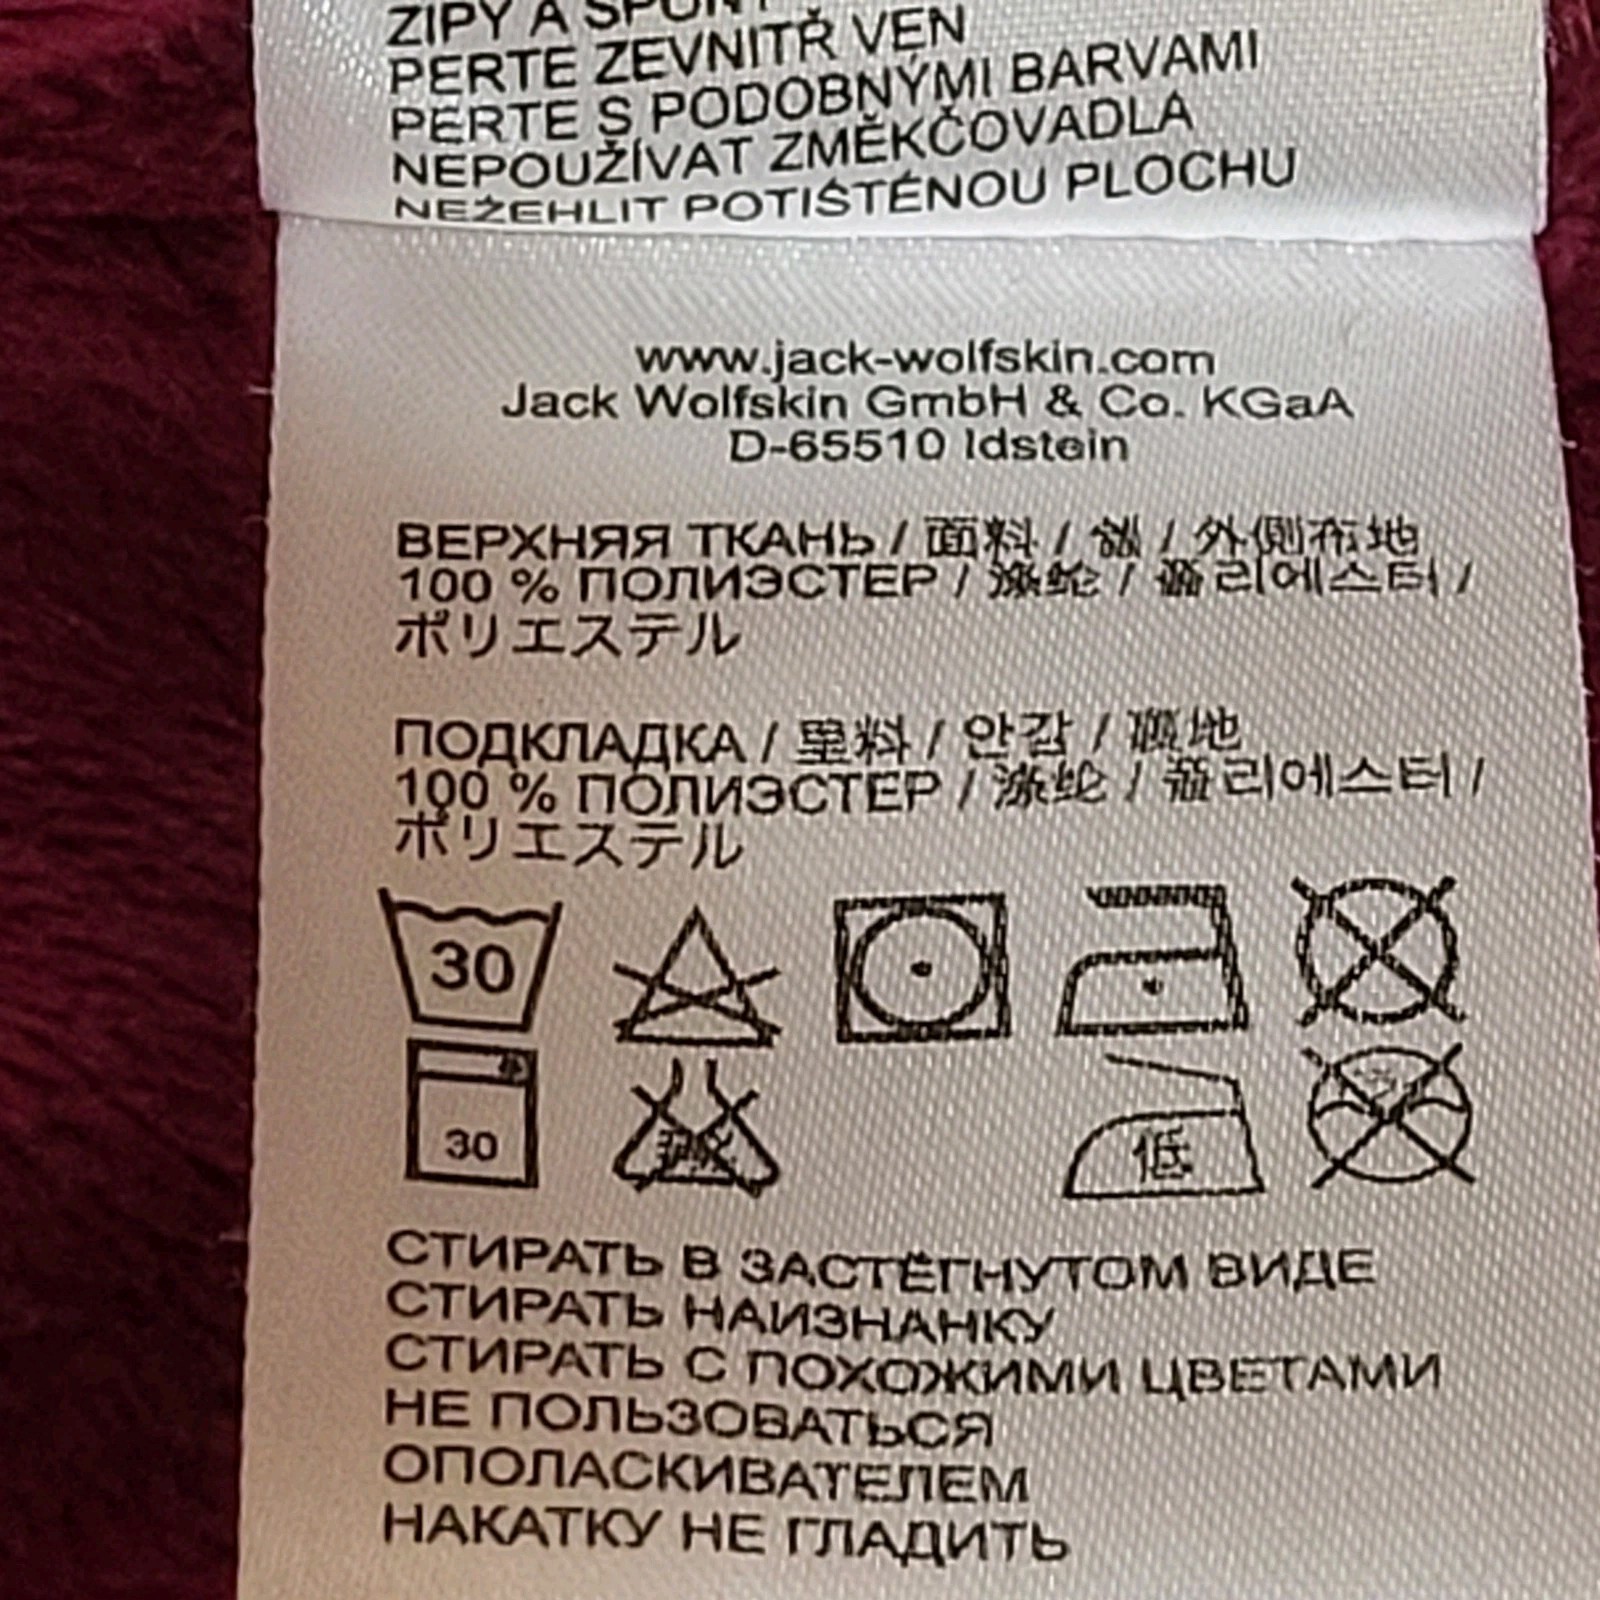 ZIPY A
PERTE ZEVNITŘ VEN
PERTE S PODOBNÝMI BARVAMI
NEPOUŽÍVAT ZMĚKČOVADLA
NEŽEHLIT POTIŠTĚNOU PLOCHU
www.jack-wolfskin.com
Jack Wolfskin GmbH & Co. KGaA
D-65510 Idstein
ВЕРХНЯЯ ТКАНЬ / 面料 / / 外側布地
100 % ПОЛИЭСТЕР / 涤纶 / 폴리에스터 /
ポリエステル
ПОДКЛАДКА / 里料 / 안감 / 裏地
100 % ПОЛИЭСТЕР / 涤纶 / 폴리에스터 /
ポリエステル
30
30
低
СТИРАТЬ В ЗАСТЁГНУТОМ ВИДЕ
СТИРАТЬ НАИЗНАНКУ
СТИРАТЬ С ПОХОЖИМИ ЦВЕТАМИ
НЕ ПОЛЬЗОВАТЬСЯ
ОПОЛАСКИВАТЕЛЕМ
НАКАТКУ НЕ ГЛАДИТЬ